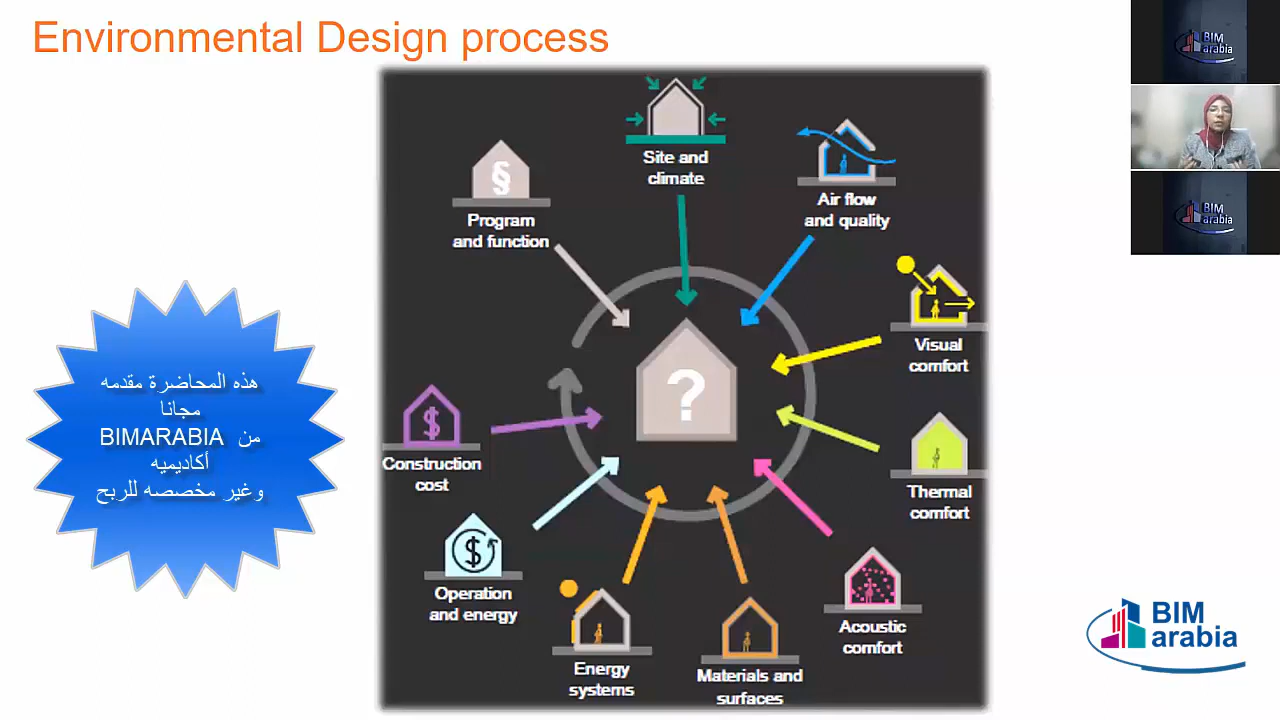 Environmental Design process
BIM
arabia
Site and
climate
Air flow
and quality
Program
and function
Visual
comfort
Construction
cost
Thermal
comfort
Operation
and energy
Acoustic
comfort
Energy
systems
Materials and
surfaces
?
§
$
$
هذه المحاضرة مقدمه
مجانا
من BIMARABIA
أكاديميه
وغير مخصصه للربح
BIM
arabia
BIM
arabia